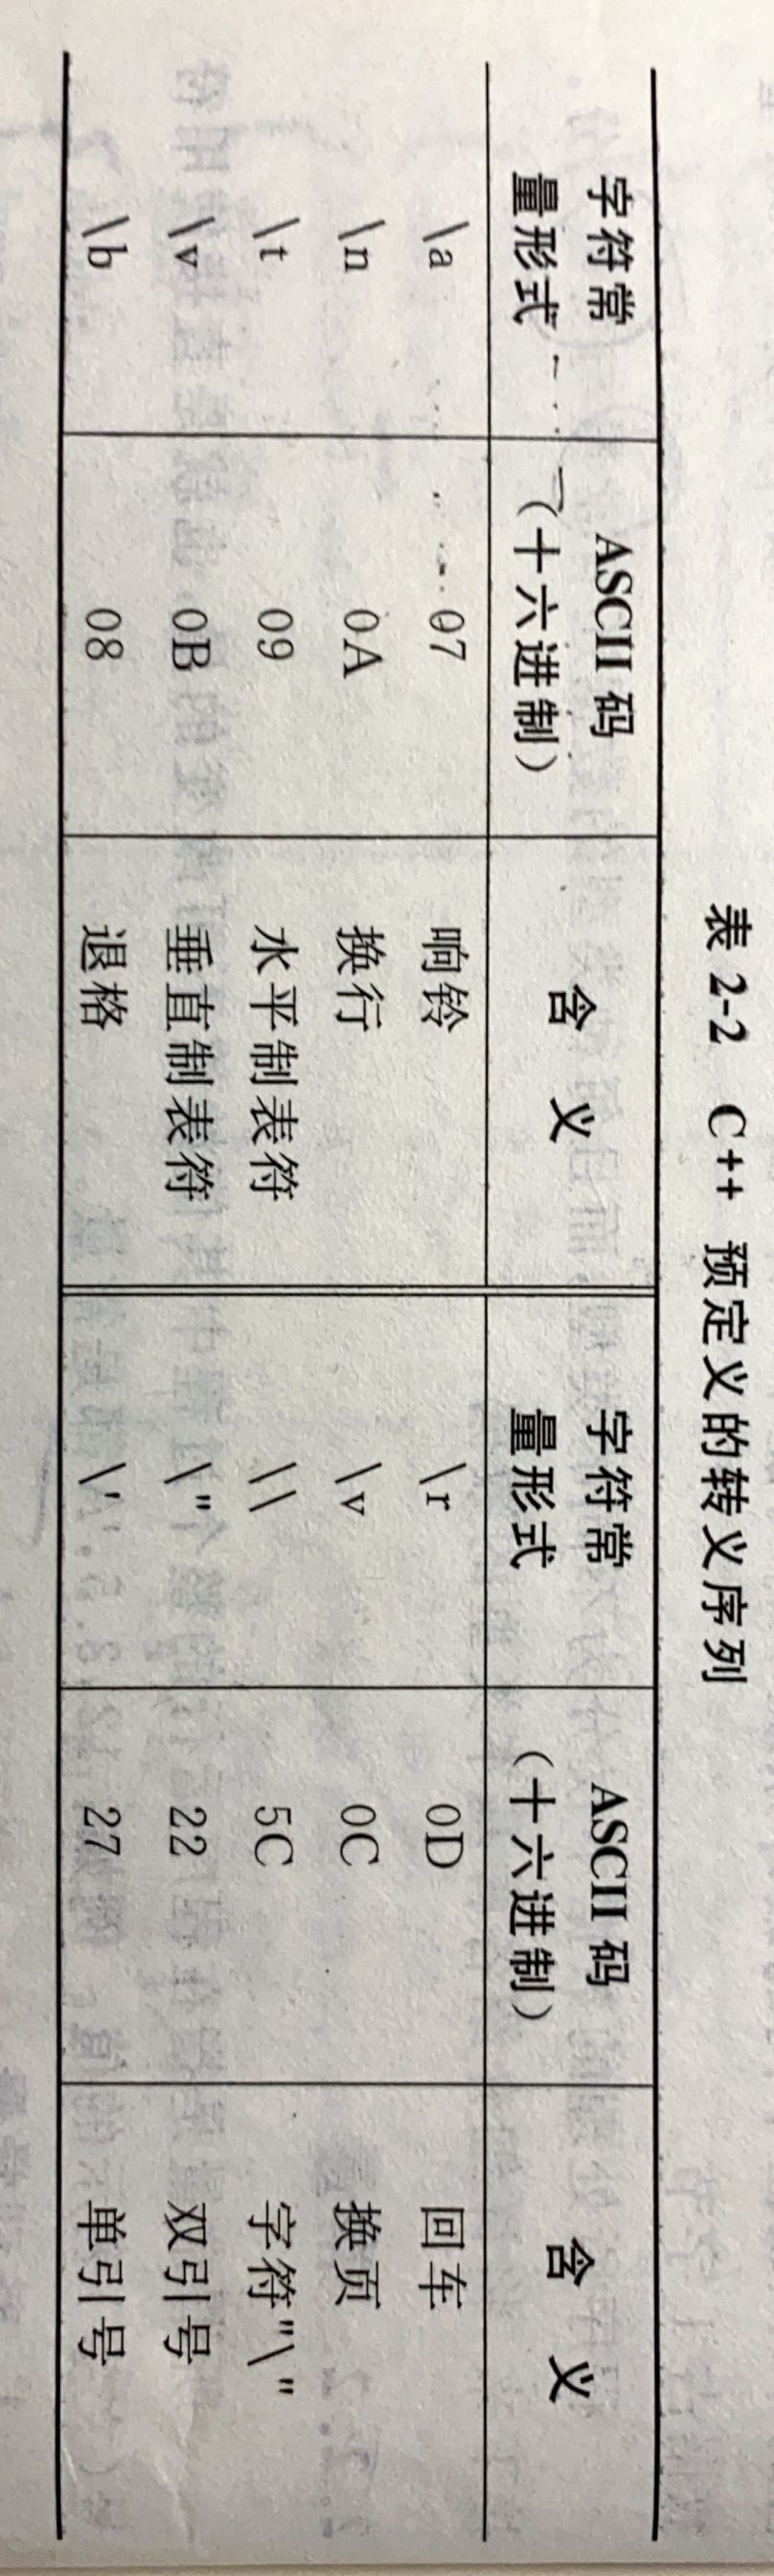 表 2-2 C++ 预定义的转义序列
字符常量形式 ASCII 码（十六进制） 含 义 字符常量形式 ASCII 码（十六进制） 含 义
\a 07 响铃 \r 0D 回车
\n 0A 换行 \v 0C 换页
\t 09 水平制表符 \\ 5C 字符"\"
\v 0B 垂直制表符 \" 22 双引号
\b 08 退格 \' 27 单引号